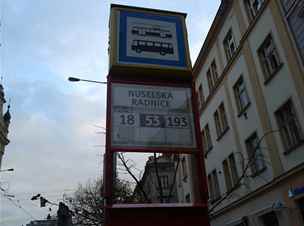 NUSELSKÁ
RADNICE
18 53 193